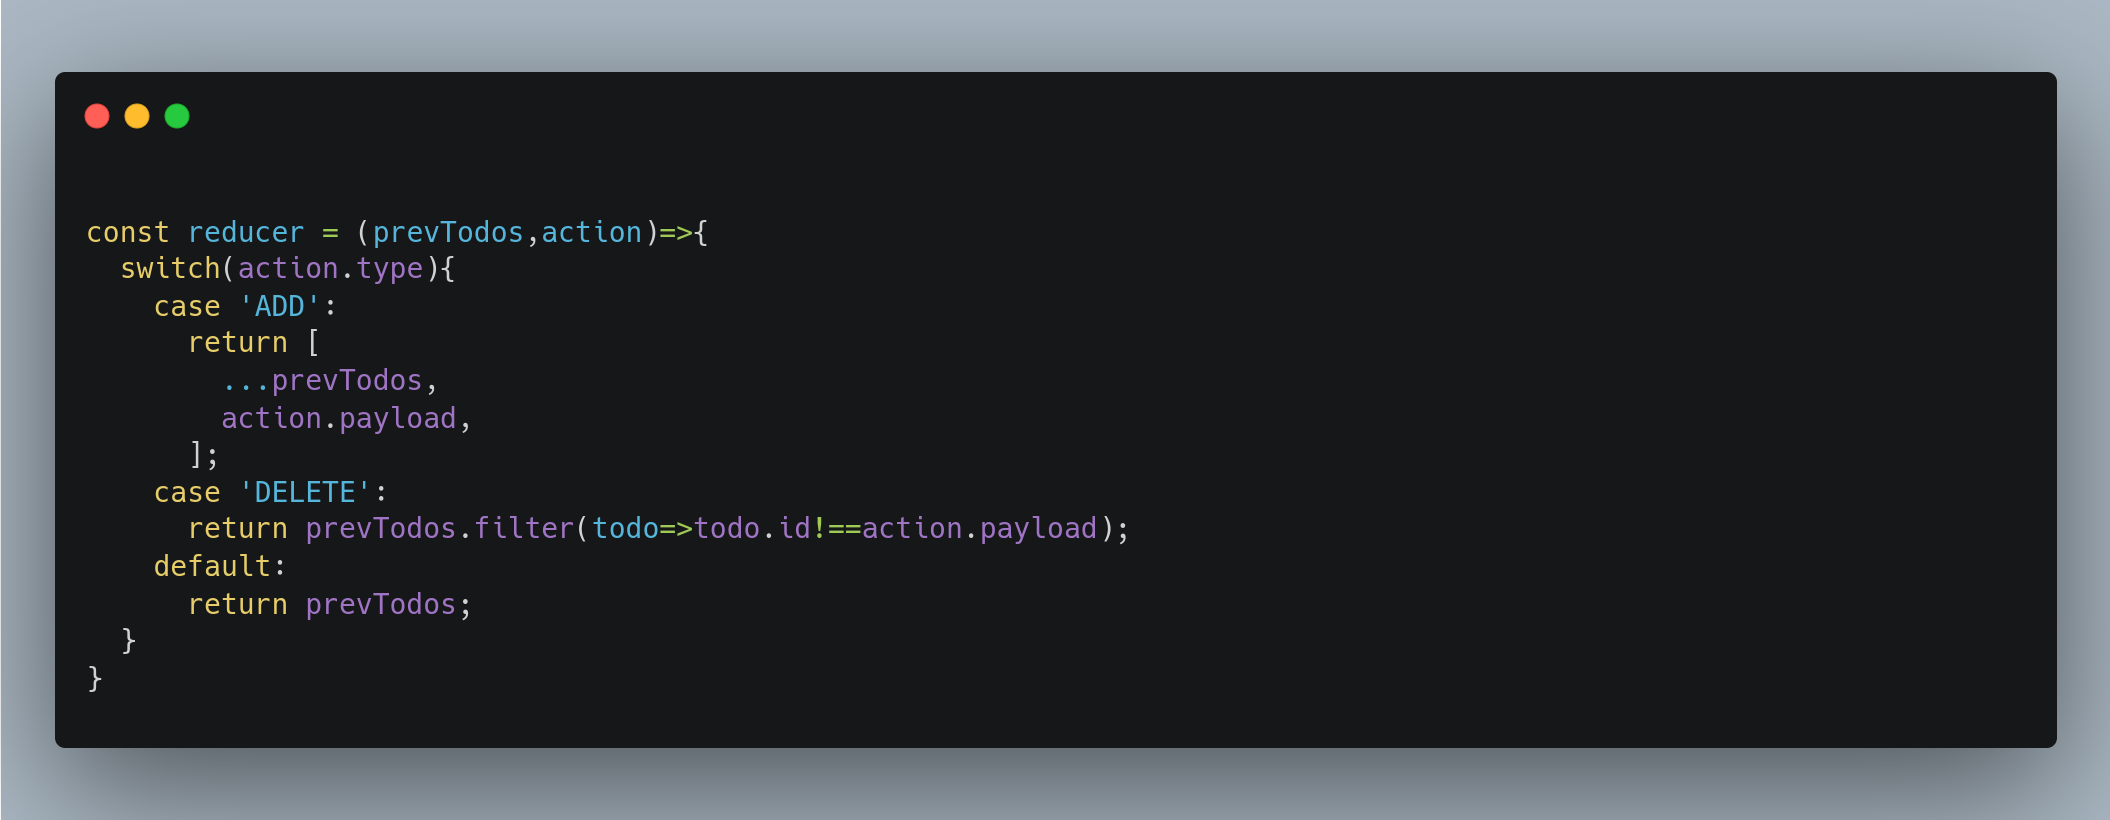 const reducer = (prevTodos,action)=>{
  switch(action.type){
    case 'ADD':
      return [
        ...prevTodos,
        action.payload,
      ];
    case 'DELETE':
      return prevTodos.filter(todo=>todo.id!==action.payload);
    default:
      return prevTodos;
  }
}